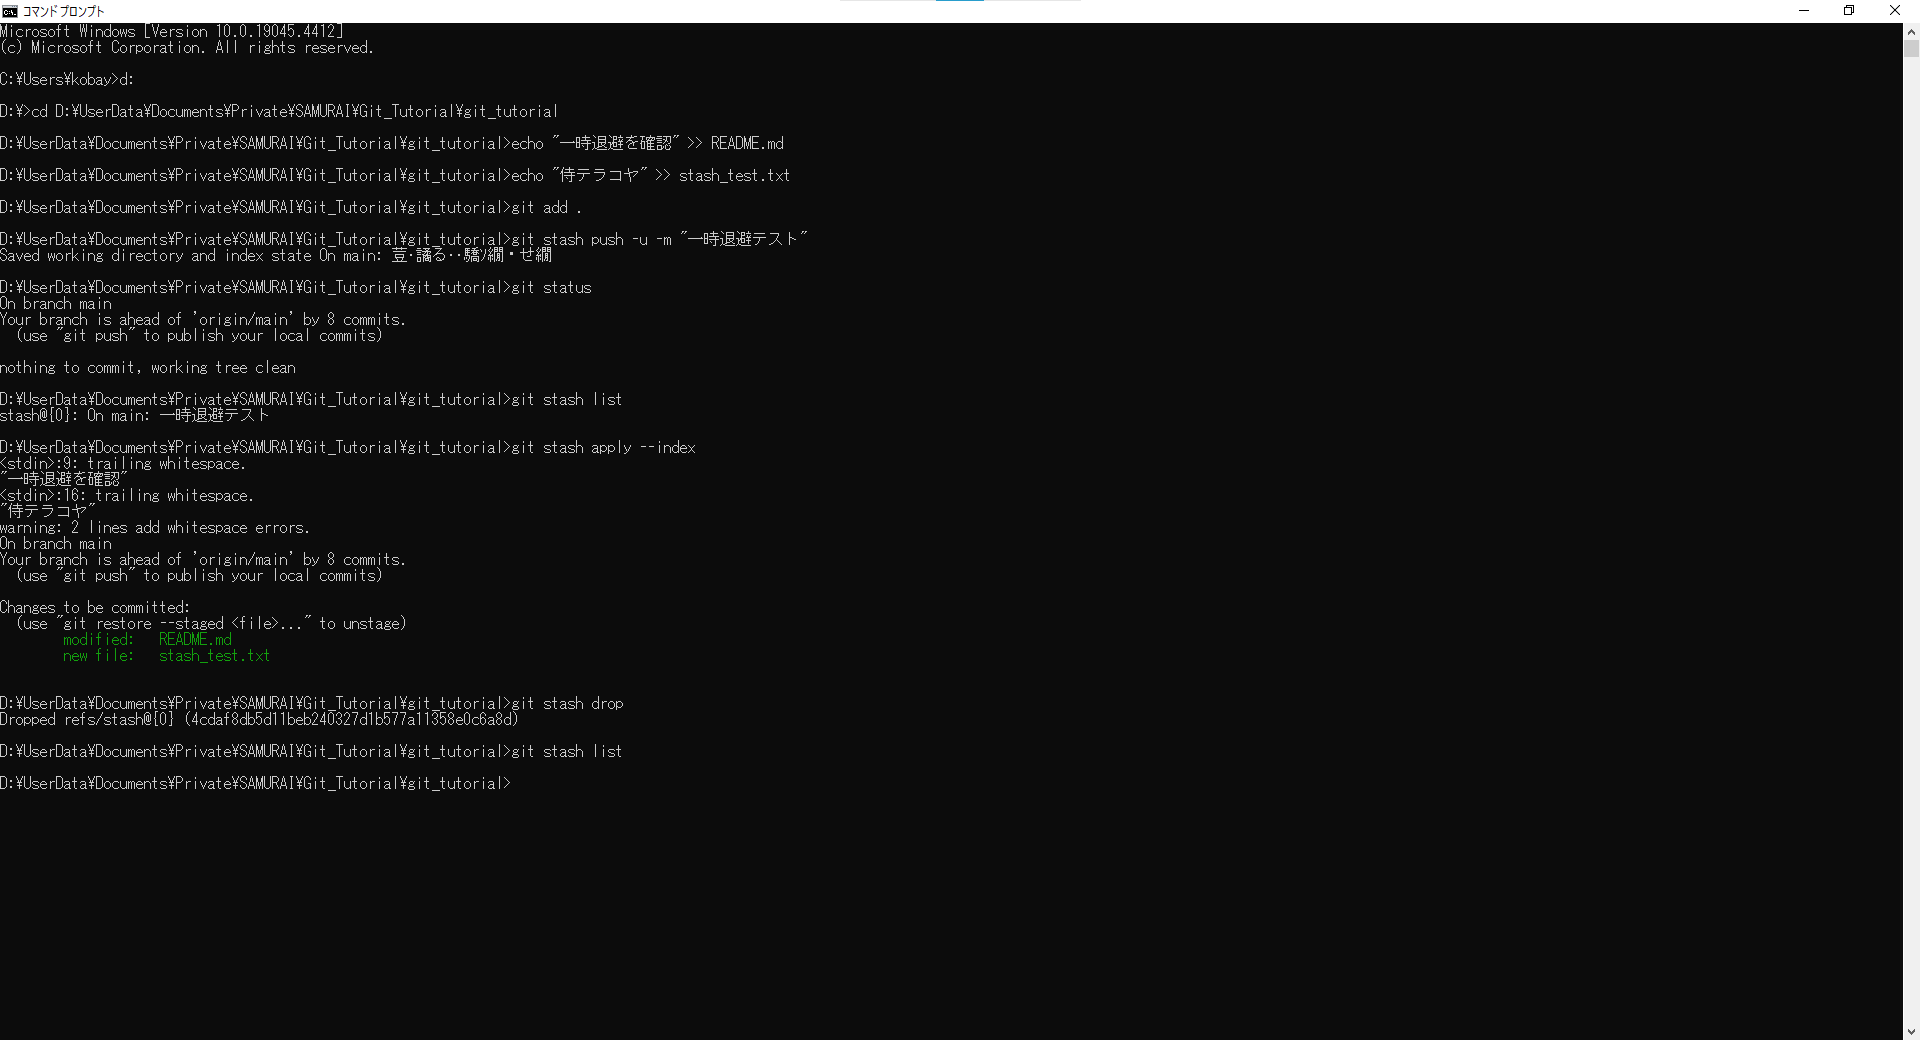 コマンド プロンプト
Microsoft Windows [Version 10.0.19045.4412]
(c) Microsoft Corporation. All rights reserved.
C:¥Users¥kobay>d:
D:¥>cd D:¥UserData¥Documents¥Private¥SAMURAI¥Git_Tutorial¥git_tutorial
D:¥UserData¥Documents¥Private¥SAMURAI¥Git_Tutorial¥git_tutorial>echo "一時退避を確認" >> README.md
D:¥UserData¥Documents¥Private¥SAMURAI¥Git_Tutorial¥git_tutorial>echo "侍テラコヤ" >> stash_test.txt
D:¥UserData¥Documents¥Private¥SAMURAI¥Git_Tutorial¥git_tutorial>git add .
D:¥UserData¥Documents¥Private¥SAMURAI¥Git_Tutorial¥git_tutorial>git stash push -u -m "一時退避テスト"
Saved working directory and index state On main:
D:¥UserData¥Documents¥Private¥SAMURAI¥Git_Tutorial¥git_tutorial>git status
On branch main
Your branch is ahead of 'origin/main' by 8 commits.
(use "git push" to publish your local commits)
nothing to commit, working tree clean
D:¥UserData¥Documents¥Private¥SAMURAI¥Git_Tutorial¥git_tutorial>git stash list
stash@{0}: On main: 一時退避テスト
D:¥UserData¥Documents¥Private¥SAMURAI¥Git_Tutorial¥git_tutorial>git stash apply --index
<stdin>:9: trailing whitespace.
"一時退避を確認"
<stdin>:16: trailing whitespace.
"侍テラコヤ"
warning: 2 lines add whitespace errors.
On branch main
Your branch is ahead of 'origin/main' by 8 commits.
(use "git push" to publish your local commits)
Changes to be committed:
(use "git restore --staged <file>..." to unstage)
modified: README.md
new file: stash_test.txt
D:¥UserData¥Documents¥Private¥SAMURAI¥Git_Tutorial¥git_tutorial>git stash drop
Dropped refs/stash@{0} (4cdaf8db5d11beb240327d1b577a11358e0c6a8d)
D:¥UserData¥Documents¥Private¥SAMURAI¥Git_Tutorial¥git_tutorial>git stash list
D:¥UserData¥Documents¥Private¥SAMURAI¥Git_Tutorial¥git_tutorial>